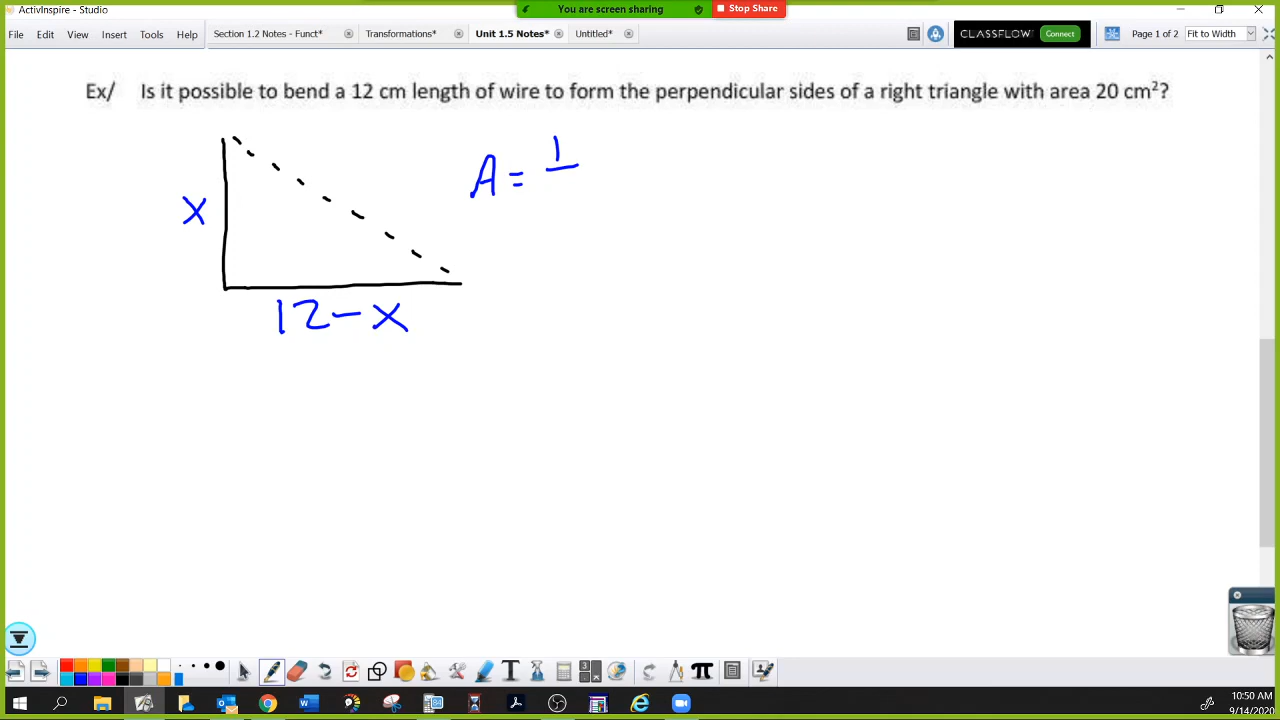 ActivInspire - Studio
You are screen sharing
Stop Share
File Edit View Insert Tools Help
Section 1.2 Notes - Funct*
Transformations*
Unit 1.5 Notes*
Untitled*
CLASSFLOW Connect
Page 1 of 2
Fit to Width
Ex/ Is it possible to bend a 12 cm length of wire to form the perpendicular sides of a right triangle with area 20 cm²?
A = 1
x
12 - x
10:50 AM
9/14/2020